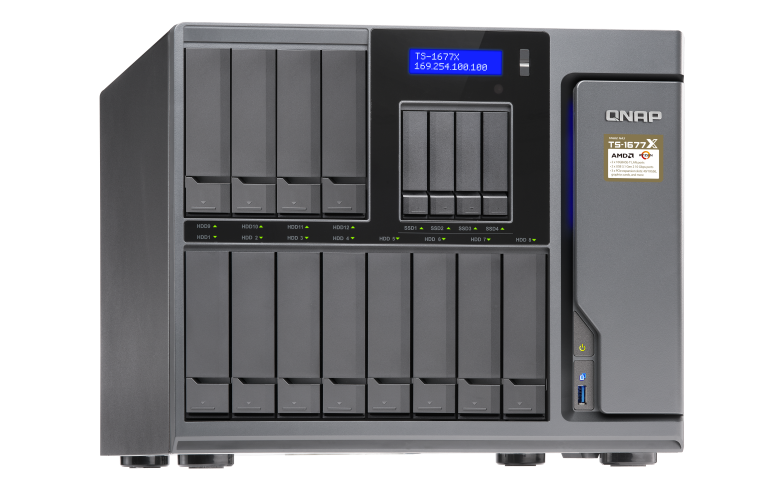 TS-1677X
169.254.100.100
QNAP
TS-1677X
AMD RYZEN
HDD9 HDD10 HDD11 HDD12
SSD1 SSD2 SSD3 SSD4
HDD1 HDD 2 HDD 3 HDD 4 HDD 5 HDD 6 HDD 7 HDD 8